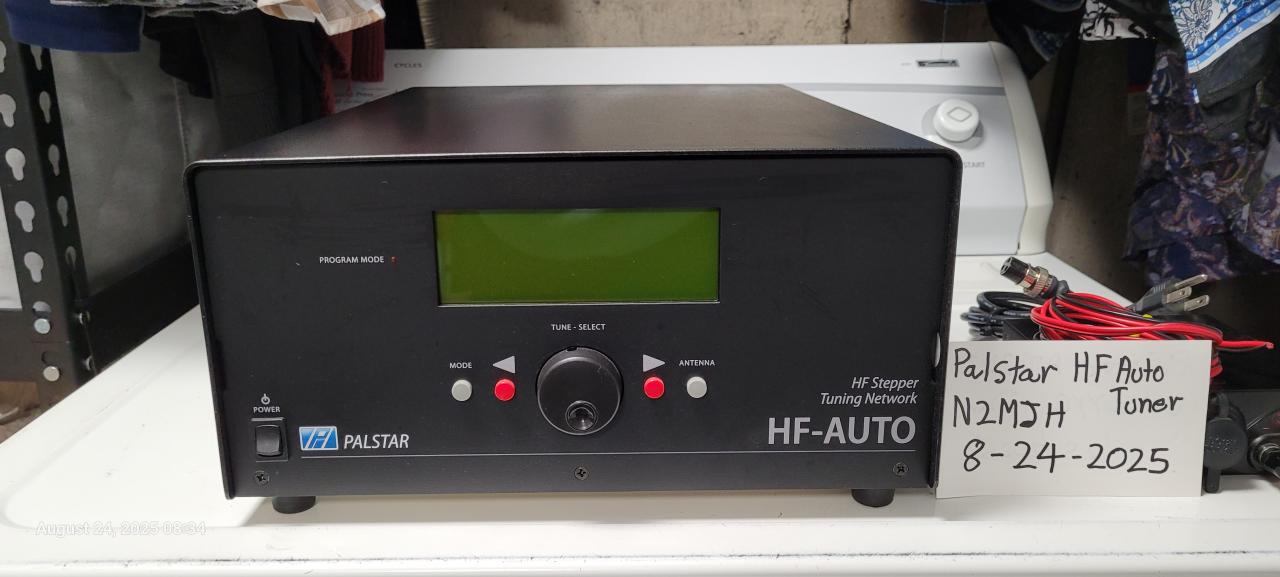 CYCLES
START
PROGRAM MODE
TUNE - SELECT
MODE
ANTENNA
HF Stepper
Tuning Network
POWER
PALSTAR
HF-AUTO
Palstar HF Auto
N2MJH Tuner
8-24-2025
August 24, 2025 08:34